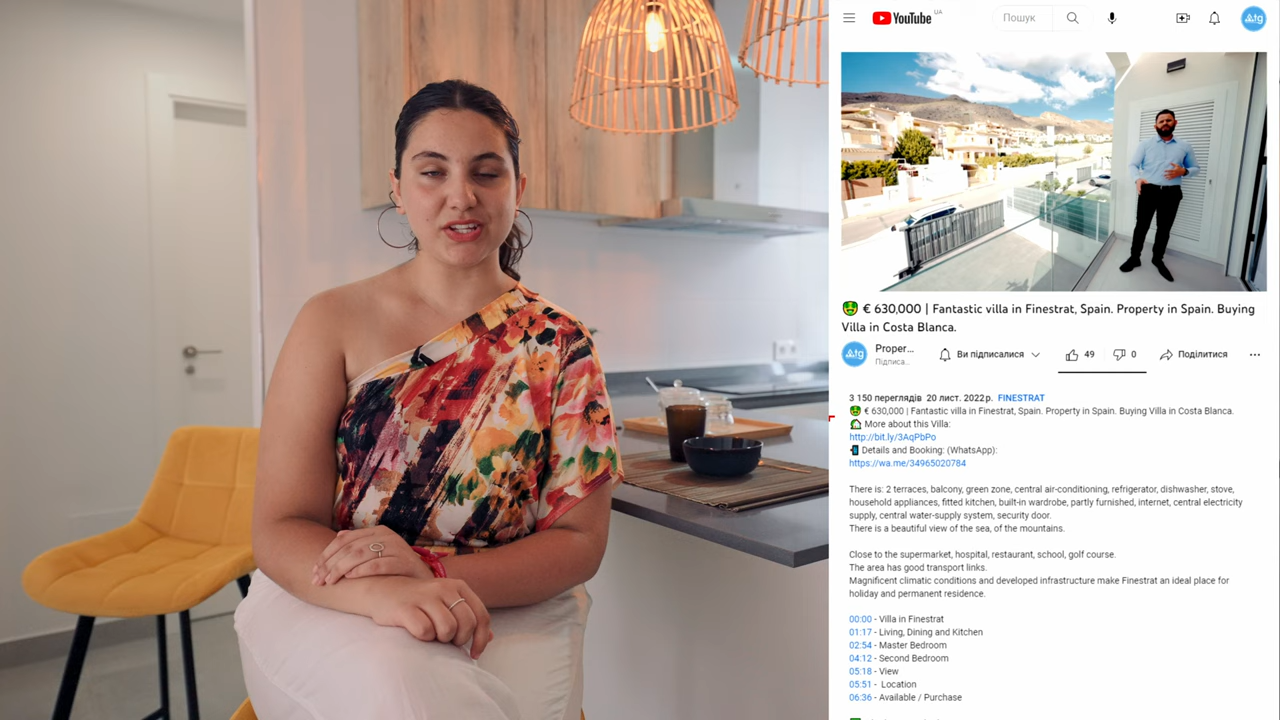 YouTube UA
Пошук
atg
€ 630,000 | Fantastic villa in Finestrat, Spain. Property in Spain. Buying
Villa in Costa Blanca.
atg
Proper...
Підписа...
Ви підписалися
49
0
Поділитися
3 150 переглядів 20 лист. 2022 р. FINESTRAT
€ 630,000 | Fantastic villa in Finestrat, Spain. Property in Spain. Buying Villa in Costa Blanca.
More about this Villa:
http://bit.ly/3AqPbPo
Details and Booking: (WhatsApp):
https://wa.me/34965020784
There is: 2 terraces, balcony, green zone, central air-conditioning, refrigerator, dishwasher, stove,
household appliances, fitted kitchen, built-in wardrobe, partly furnished, internet, central electricity
supply, central water-supply system, security door.
There is a beautiful view of the sea, of the mountains.
Close to the supermarket, hospital, restaurant, school, golf course.
The area has good transport links.
Magnificent climatic conditions and developed infrastructure make Finestrat an ideal place for
holiday and permanent residence.
00:00 - Villa in Finestrat
01:17 - Living, Dining and Kitchen
02:54 - Master Bedroom
04:12 - Second Bedroom
05:18 - View
05:51 - Location
06:36 - Available / Purchase